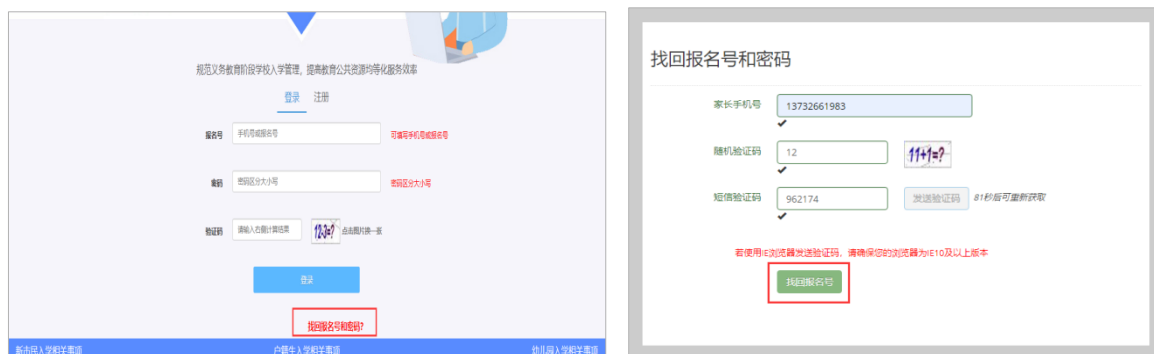 规范义务教育阶段学校入学管理，提高教育公共资源均等化服务效率
登录 注册
报名号 手机号或报名号 可填写手机号或报名号
密码 密码区分大小写 密码区分大小写
验证码 请输入右侧计算结果 12-3=? 点击图片换一张
登录
找回报名号和密码?
新市民入学相关事项 户籍生入学相关事项 幼儿园入学相关事项
找回报名号和密码
家长手机号 13732661983
随机验证码 12 11+1=?
短信验证码 962174 发送验证码 81秒后可重新获取
若使用IE浏览器发送验证码，请确保您的浏览器为IE10及以上版本
找回报名号